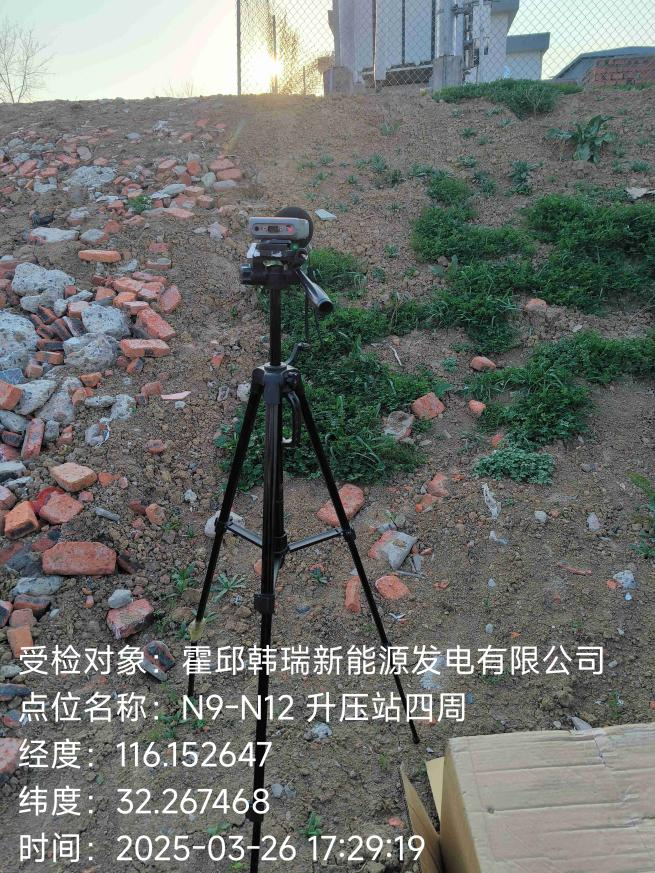 受检对象：霍邱韩瑞新能源发电有限公司
点位名称：N9-N12 升压站四周
经度：116.152647
纬度：32.267468
时间：2025-03-26 17:29:19